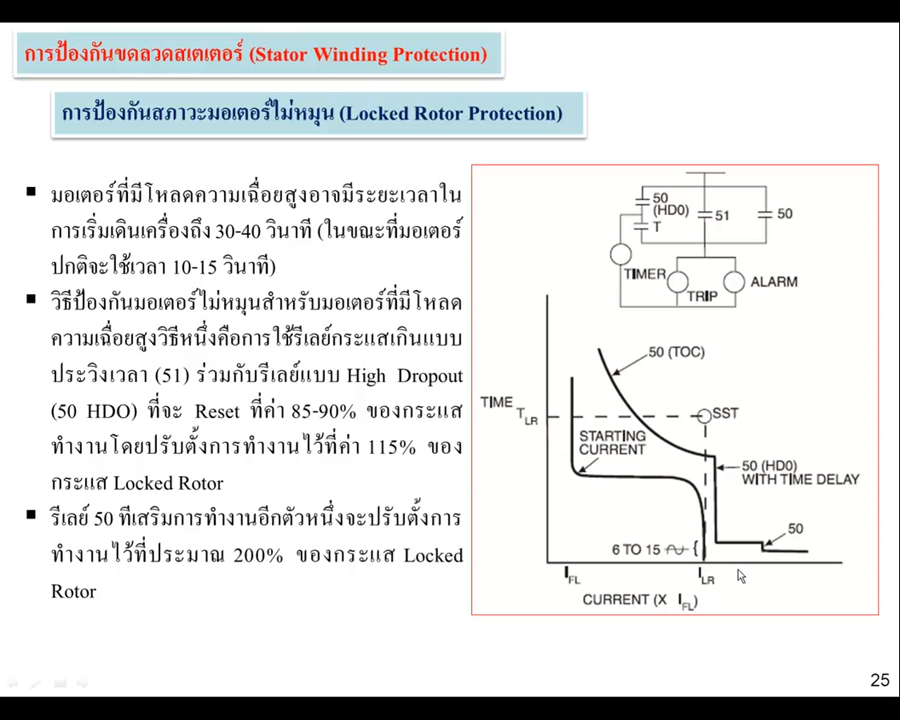 การป้องกันขดลวดสเตเตอร์ (Stator Winding Protection)
การป้องกันสภาวะมอเตอร์ไม่หมุน (Locked Rotor Protection)
▪ มอเตอร์ที่มีโหลดความเฉื่อยสูงอาจมีระยะเวลาใน
การเริ่มเดินเครื่องถึง 30-40 วินาที (ในขณะที่มอเตอร์
ปกติจะใช้เวลา 10-15 วินาที)
▪ วิธีป้องกันมอเตอร์ไม่หมุนสำหรับมอเตอร์ที่มีโหลด
ความเฉื่อยสูงวิธีหนึ่งคือการใช้รีเลย์กระแสเกินแบบ
ประวิงเวลา (51) ร่วมกับรีเลย์แบบ High Dropout
(50 HDO) ที่จะ Reset ที่ค่า 85-90% ของกระแส
ทำงานโดยปรับตั้งการทำงานไว้ที่ค่า 115% ของ
กระแส Locked Rotor
▪ รีเลย์ 50 ที่เสริมการทำงานอีกตัวหนึ่งจะปรับตั้งการ
ทำงานไว้ที่ประมาณ 200% ของกระแส Locked
Rotor
50
(HD0)
T
51
50
TIMER
TRIP
ALARM
50 (TOC)
TIME
TLR
SST
STARTING
CURRENT
50 (HD0)
WITH TIME DELAY
50
6 TO 15
IFL
ILR
CURRENT (X IFL)
25